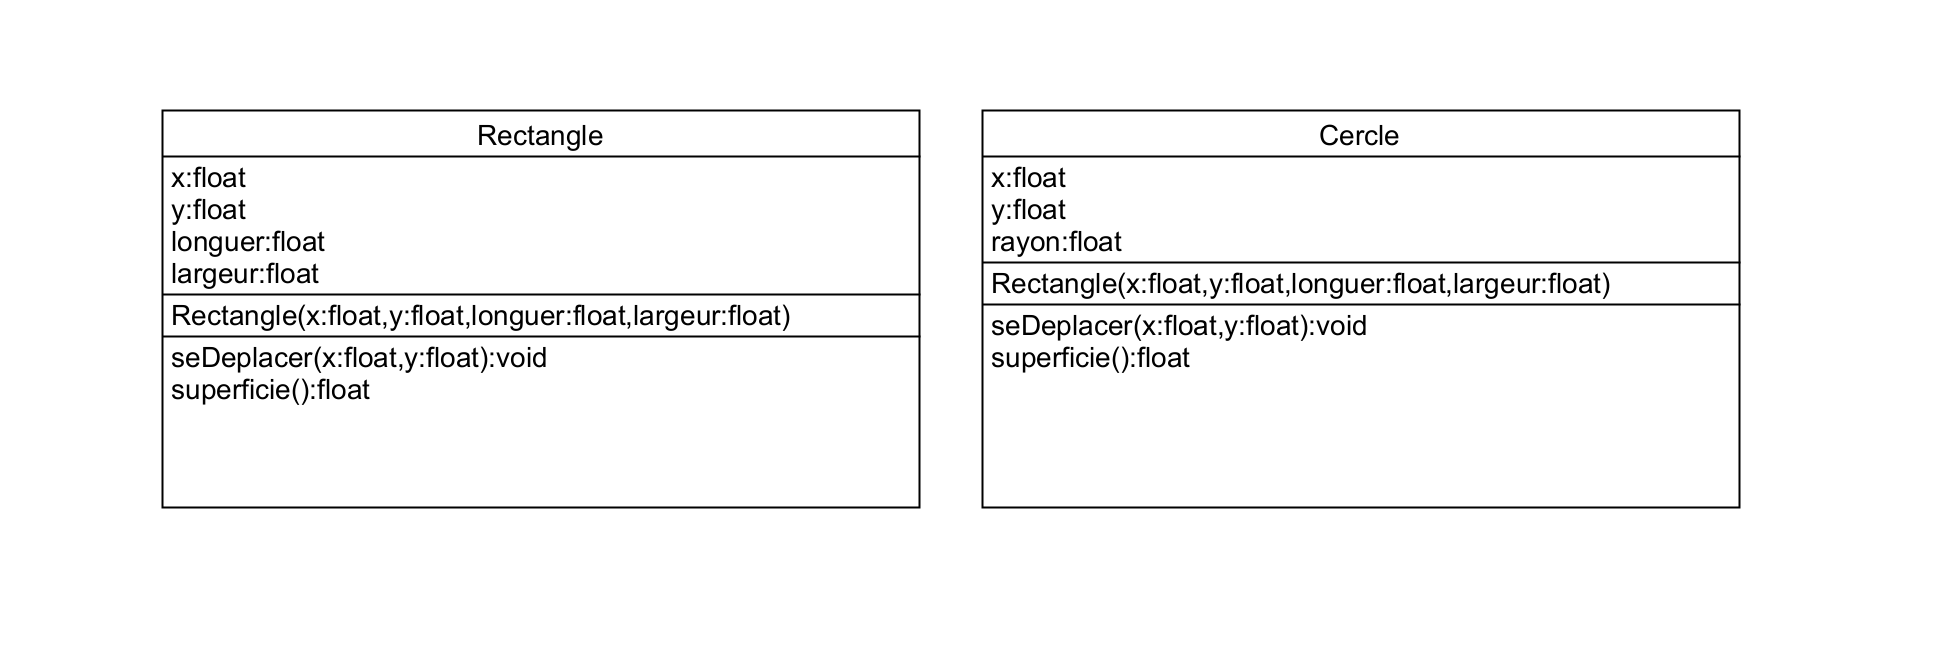 Rectangle
x:float
y:float
longuer:float
largeur:float
Rectangle(x:float,y:float,longuer:float,largeur:float)
seDeplacer(x:float,y:float):void
superficie():float
Cercle
x:float
y:float
rayon:float
Rectangle(x:float,y:float,longuer:float,largeur:float)
seDeplacer(x:float,y:float):void
superficie():float